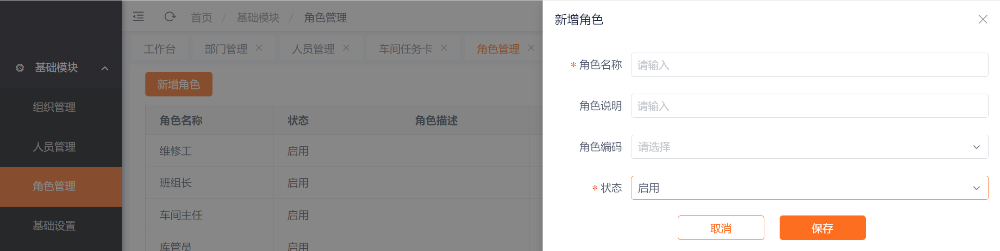 首页 / 基础模块 / 角色管理
新增角色
工作台 部门管理 人员管理 车间任务卡 角色管理
基础模块
组织管理
人员管理
角色管理
基础设置
新增角色
角色名称 状态 角色描述
维修工 启用
班组长 启用
车间主任 启用
库管员 启用
* 角色名称 请输入
角色说明 请输入
角色编码 请选择
* 状态 启用
取消 保存